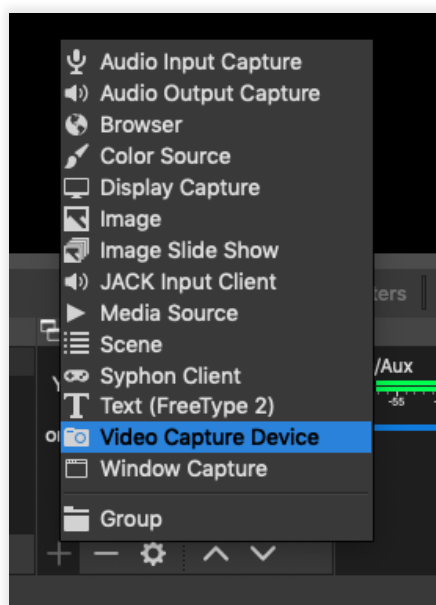 Audio Input Capture
Audio Output Capture
Browser
Color Source
Display Capture
Image
Image Slide Show
JACK Input Client
Media Source
Scene
Syphon Client
Text (FreeType 2)
Video Capture Device
Window Capture
Group
/Aux
-55